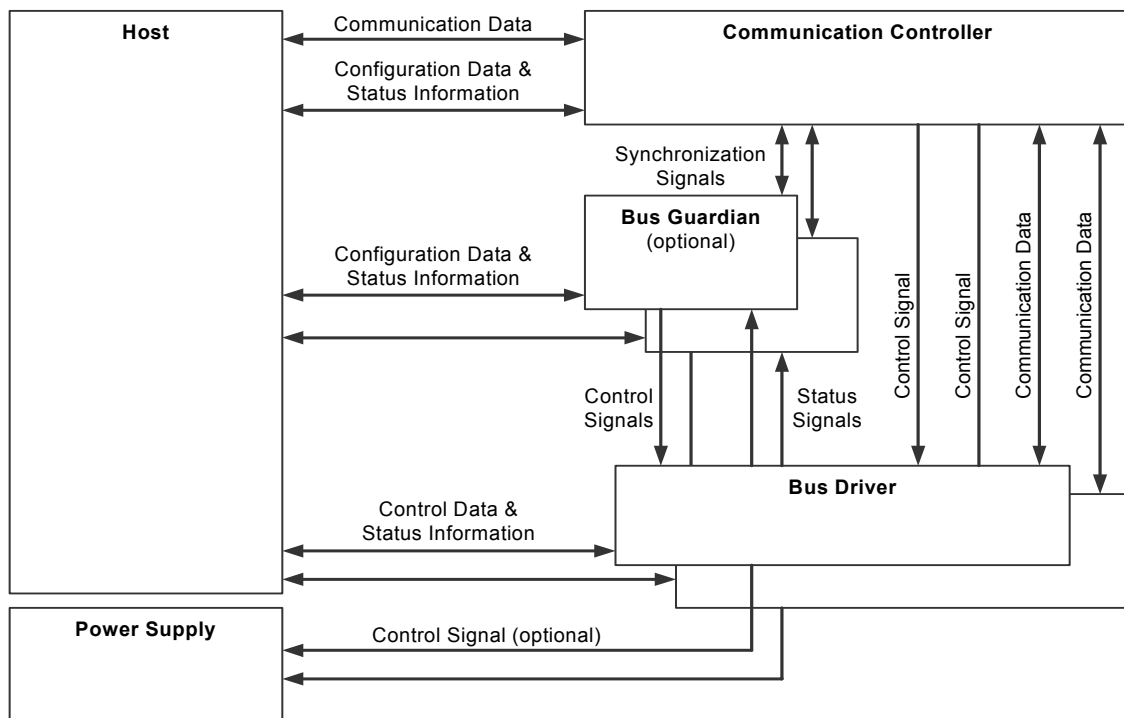 Host
Communication Data
Communication Controller
Configuration Data &
Status Information
Synchronization
Signals
Bus Guardian
(optional)
Configuration Data &
Status Information
Control Signal
Control Signal
Communication Data
Communication Data
Control
Signals
Status
Signals
Bus Driver
Control Data &
Status Information
Power Supply
Control Signal (optional)